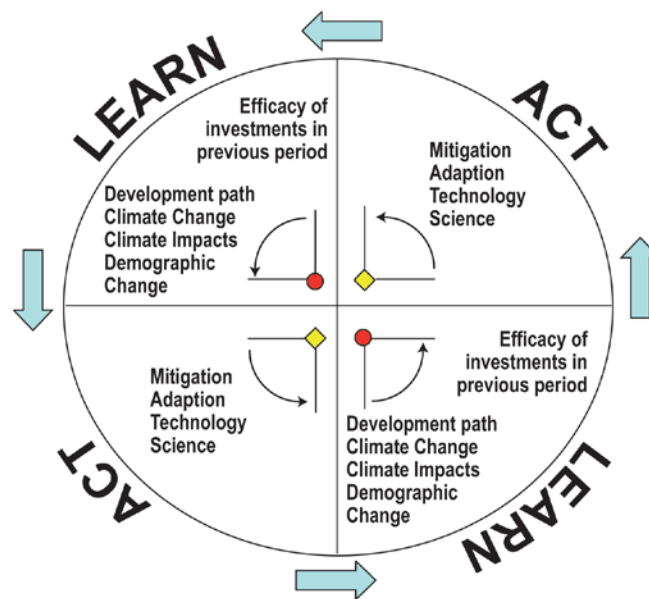 LEARN
Efficacy of
investments in
previous period
Development path
Climate Change
Climate Impacts
Demographic
Change
ACT
Mitigation
Adaption
Technology
Science
ACT
Mitigation
Adaption
Technology
Science
LEARN
Efficacy of
investments in
previous period
Development path
Climate Change
Climate Impacts
Demographic
Change